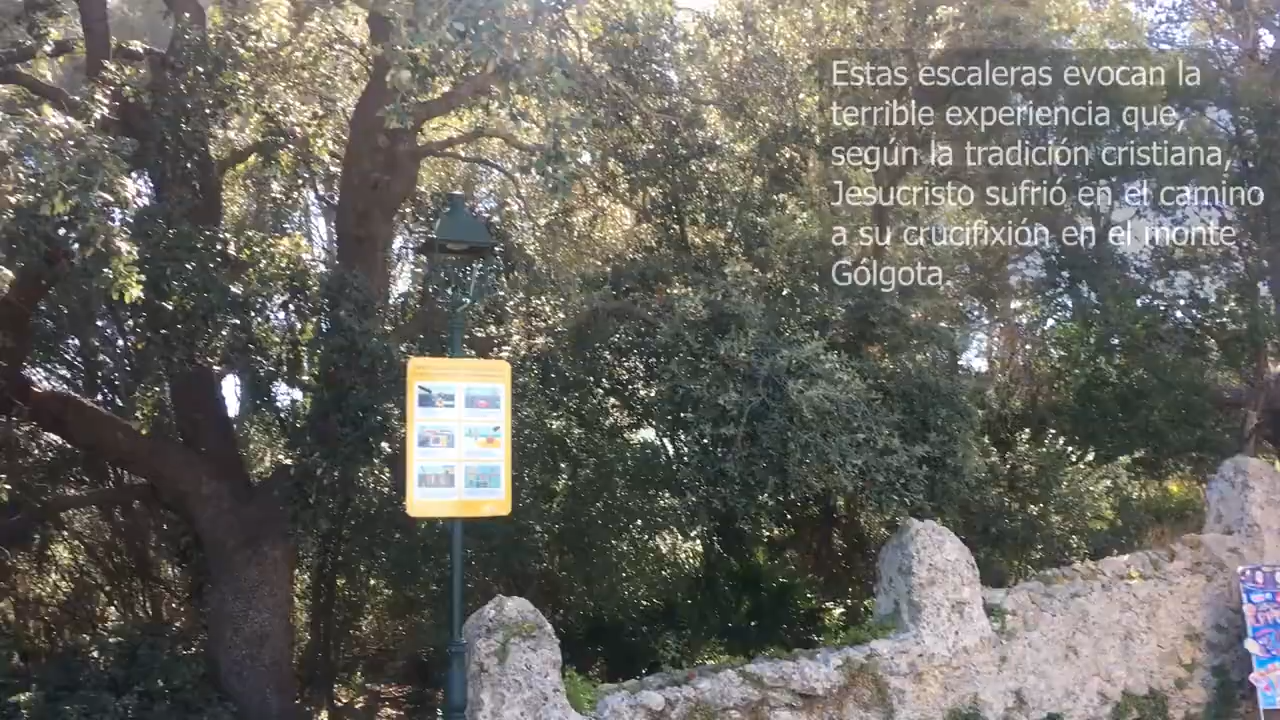 Estas escaleras evocan la
terrible experiencia que,
según la tradición cristiana,
Jesucristo sufrió en el camino
a su crucifixión en el monte
Gólgota.